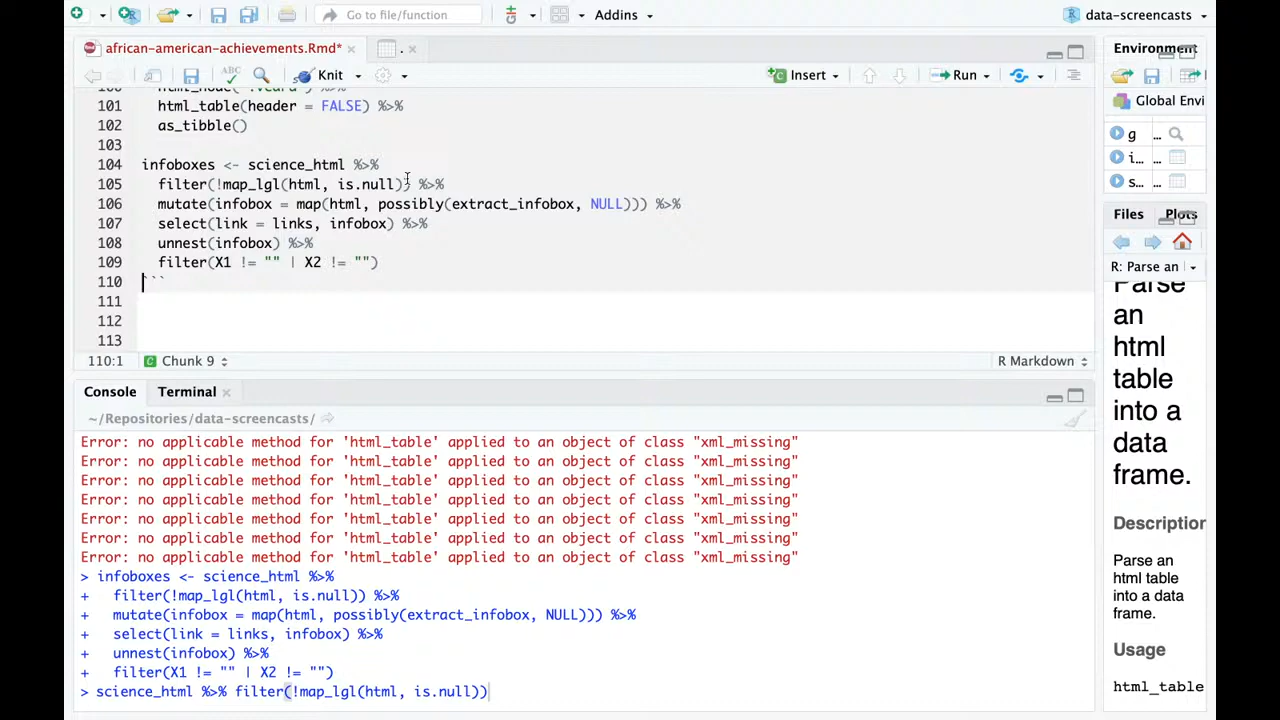 Go to file/function
Addins
data-screencasts
african-american-achievements.Rmd*
.
Environment
ABC
Knit
Insert
Run
Global Envi
101 html_table(header = FALSE) %>%
102 as_tibble()
103
104 infoboxes <- science_html %>%
105 filter(!map_lgl(html, is.null)) %>%
106 mutate(infobox = map(html, possibly(extract_infobox, NULL))) %>%
107 select(link = links, infobox) %>%
108 unnest(infobox) %>%
109 filter(X1 != "" | X2 != "")
110 ```
111
112
113
g ...
i... ...
s... ...
Files Plots
R: Parse an
Parse
an
html
table
into a
data
frame.
Description
Parse an
html table
into a data
frame.
Usage
html_table
110:1 Chunk 9 R Markdown
Console Terminal
~/Repositories/data-screencasts/
Error: no applicable method for 'html_table' applied to an object of class "xml_missing"
Error: no applicable method for 'html_table' applied to an object of class "xml_missing"
Error: no applicable method for 'html_table' applied to an object of class "xml_missing"
Error: no applicable method for 'html_table' applied to an object of class "xml_missing"
Error: no applicable method for 'html_table' applied to an object of class "xml_missing"
Error: no applicable method for 'html_table' applied to an object of class "xml_missing"
Error: no applicable method for 'html_table' applied to an object of class "xml_missing"
> infoboxes <- science_html %>%
+ filter(!map_lgl(html, is.null)) %>%
+ mutate(infobox = map(html, possibly(extract_infobox, NULL))) %>%
+ select(link = links, infobox) %>%
+ unnest(infobox) %>%
+ filter(X1 != "" | X2 != "")
> science_html %>% filter(!map_lgl(html, is.null))